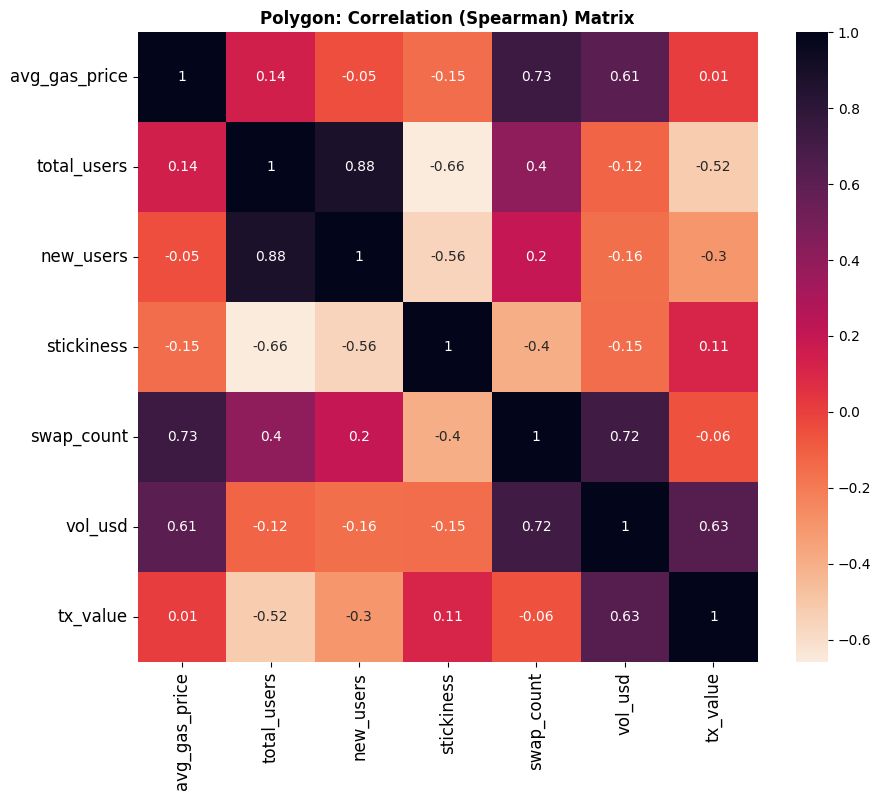 Polygon: Correlation (Spearman) Matrix
avg_gas_price 1 0.14 -0.05 -0.15 0.73 0.61 0.01
total_users 0.14 1 0.88 -0.66 0.4 -0.12 -0.52
new_users -0.05 0.88 1 -0.56 0.2 -0.16 -0.3
stickiness -0.15 -0.66 -0.56 1 -0.4 -0.15 0.11
swap_count 0.73 0.4 0.2 -0.4 1 0.72 -0.06
vol_usd 0.61 -0.12 -0.16 -0.15 0.72 1 0.63
tx_value 0.01 -0.52 -0.3 0.11 -0.06 0.63 1
avg_gas_price total_users new_users stickiness swap_count vol_usd tx_value
1.0
0.8
0.6
0.4
0.2
0.0
−0.2
−0.4
−0.6